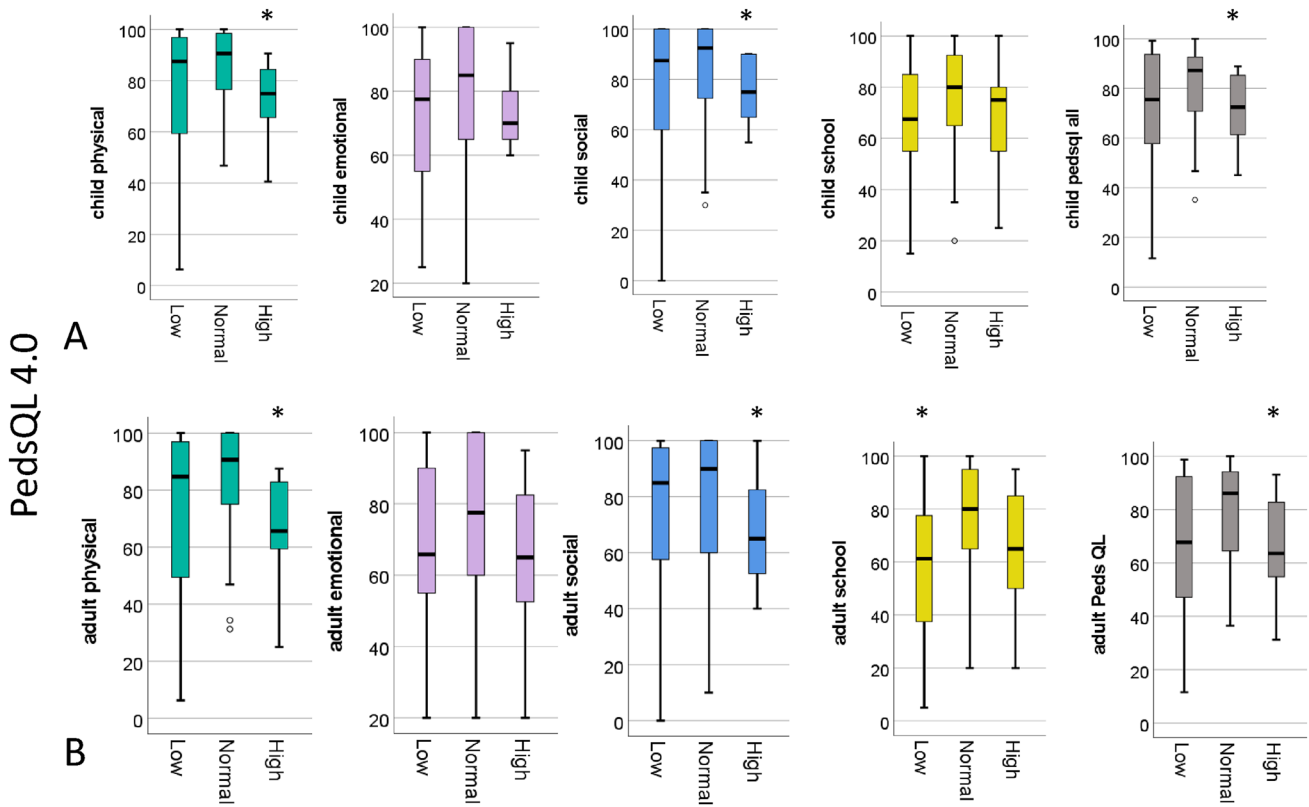 PedsQL 4.0
A
child physical
100
80
60
40
20
0
*
Low
Normal
High
child emotional
100
80
60
40
20
Low
Normal
High
child social
100
80
60
40
20
0
*
Low
Normal
High
child school
100
80
60
40
20
0
Low
Normal
High
child pedsql all
100
80
60
40
20
0
*
Low
Normal
High
B
adult physical
100
80
60
40
20
0
*
Low
Normal
High
adult emotional
100
80
60
40
20
Low
Normal
High
adult social
100
80
60
40
20
0
*
Low
Normal
High
adult school
100
80
60
40
20
0
*
Low
Normal
High
adult Peds QL
100
80
60
40
20
0
*
Low
Normal
High